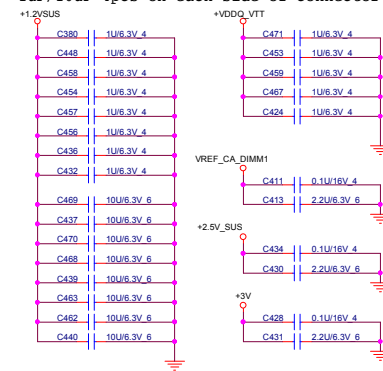 +1.2VSUS
C380 1U/6.3V_4
C448 1U/6.3V_4
C458 1U/6.3V_4
C454 1U/6.3V_4
C457 1U/6.3V_4
C456 1U/6.3V_4
C436 1U/6.3V_4
C432 1U/6.3V_4
C469 10U/6.3V_6
C437 10U/6.3V_6
C470 10U/6.3V_6
C468 10U/6.3V_6
C439 10U/6.3V_6
C463 10U/6.3V_6
C462 10U/6.3V_6
C440 10U/6.3V_6
+VDDQ_VTT
C471 1U/6.3V_4
C453 1U/6.3V_4
C459 1U/6.3V_4
C467 1U/6.3V_4
C424 1U/6.3V_4
VREF_CA_DIMM1
C411 0.1U/16V_4
C413 2.2U/6.3V_6
+2.5V_SUS
C434 0.1U/16V_4
C430 2.2U/6.3V_6
+3V
C428 0.1U/16V_4
C431 2.2U/6.3V_6